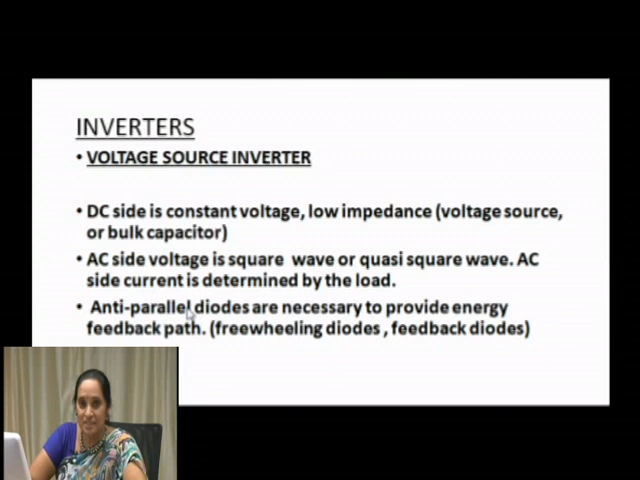 INVERTERS
• VOLTAGE SOURCE INVERTER
• DC side is constant voltage, low impedance (voltage source,
or bulk capacitor)
• AC side voltage is square wave or quasi square wave. AC
side current is determined by the load.
• Anti-parallel diodes are necessary to provide energy
feedback path. (freewheeling diodes , feedback diodes)